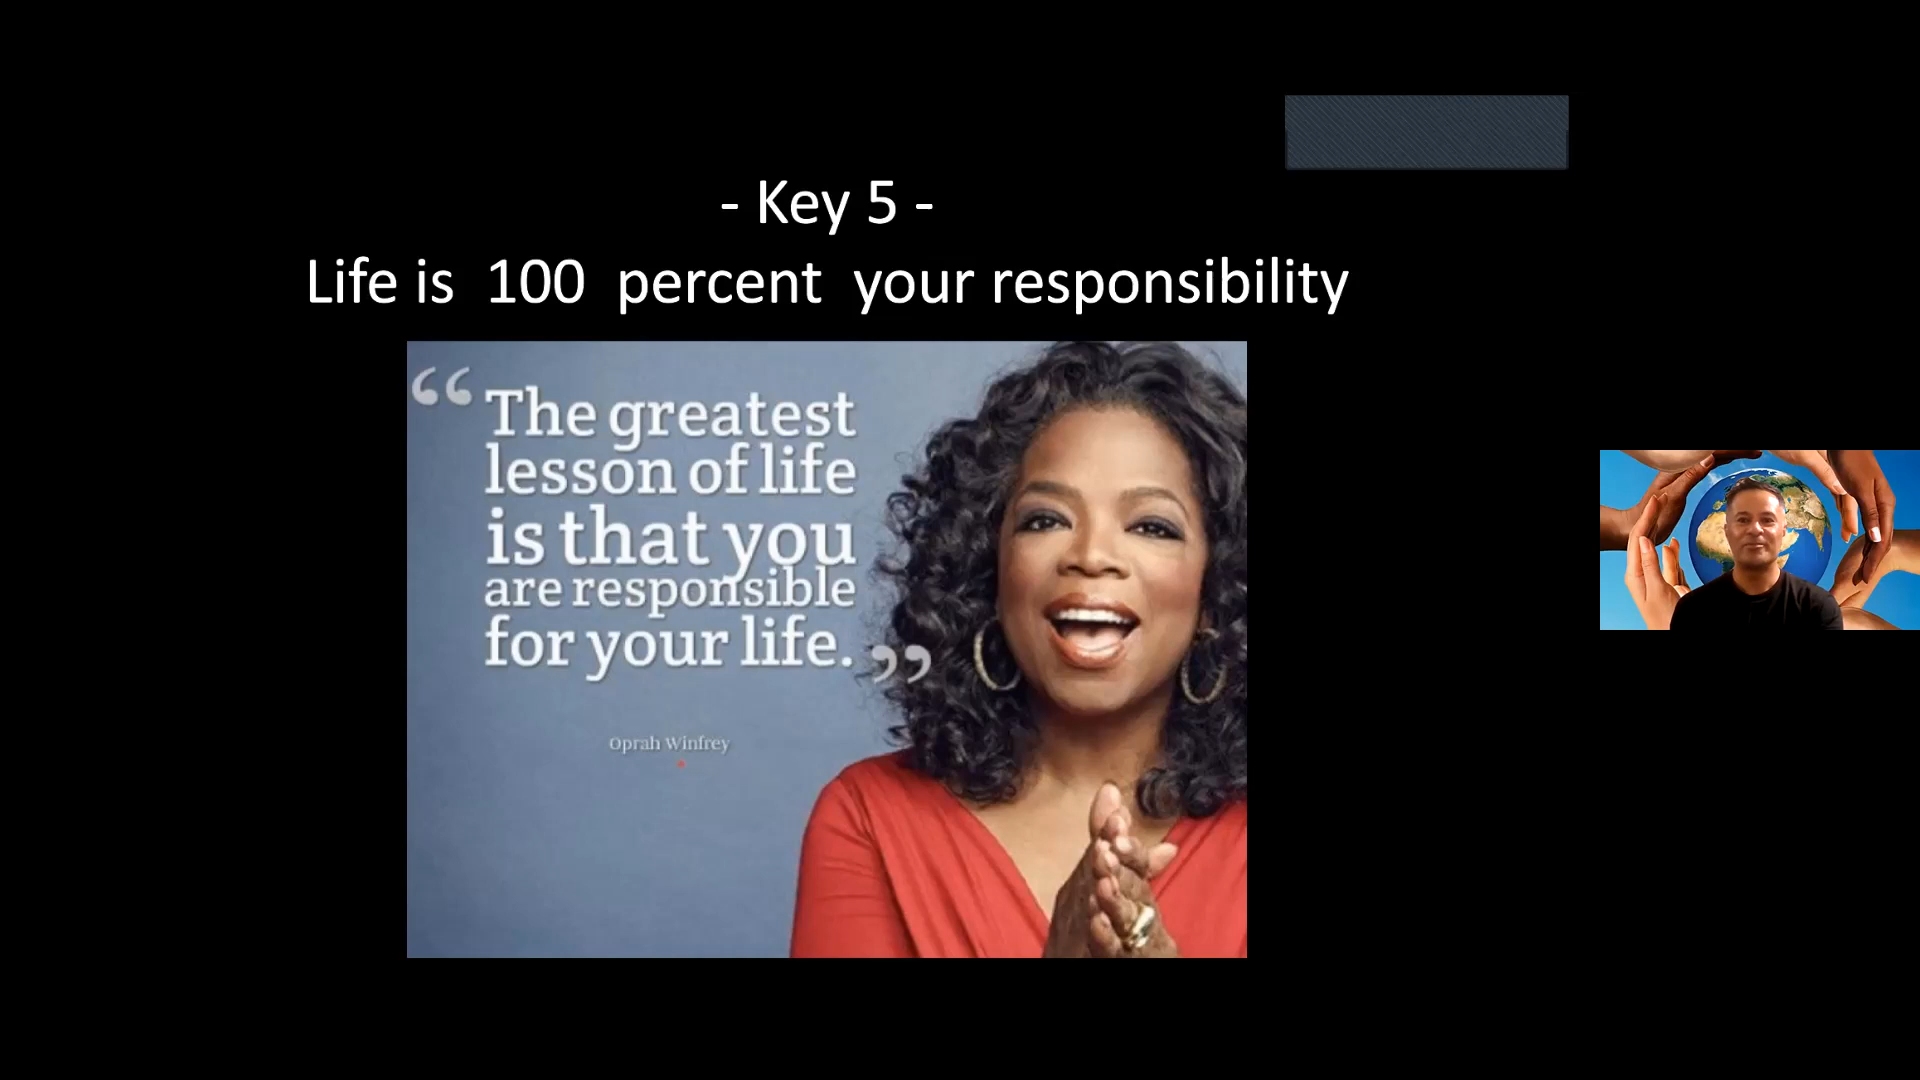 - Key 5 -
Life is 100 percent your responsibility
“ The greatest
lesson of life
is that you
are responsible
for your life. ”
Oprah Winfrey